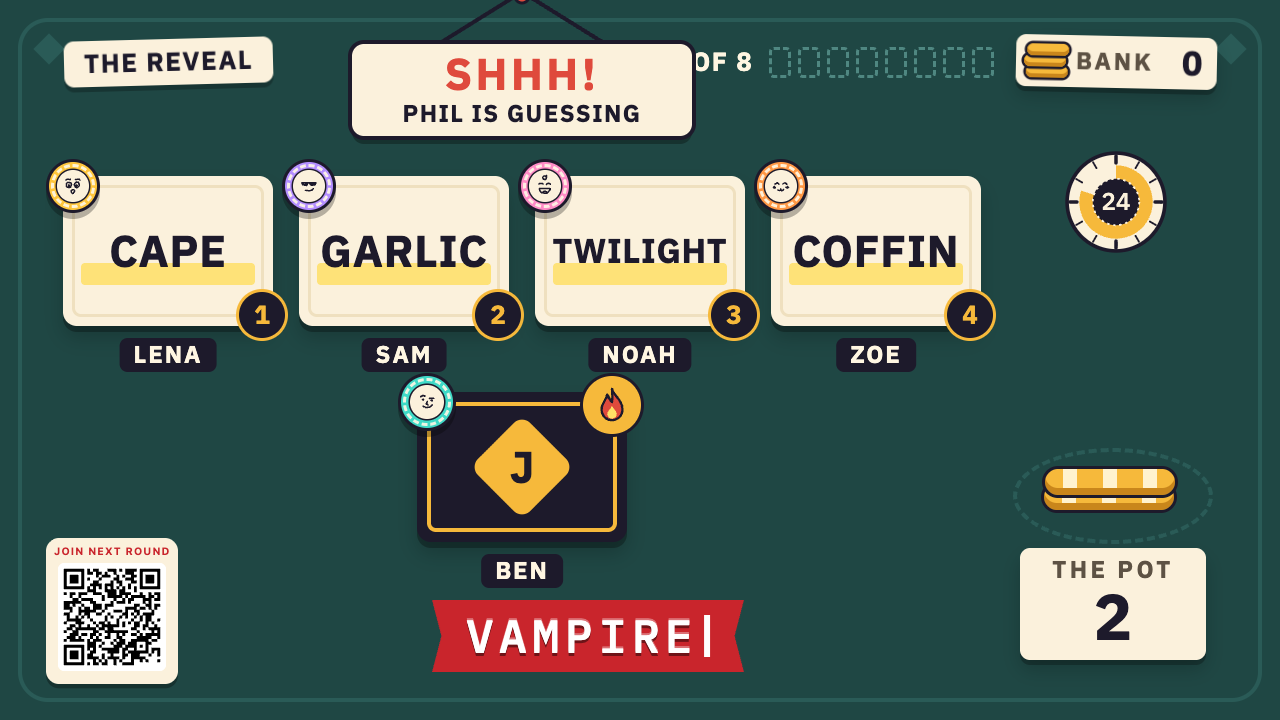 THE REVEAL
SHHH!
PHIL IS GUESSING
OF 8
BANK 0
24
CAPE
1
LENA
GARLIC
2
SAM
TWILIGHT
3
NOAH
COFFIN
4
ZOE
J
BEN
VAMPIRE
JOIN NEXT ROUND
THE POT
2